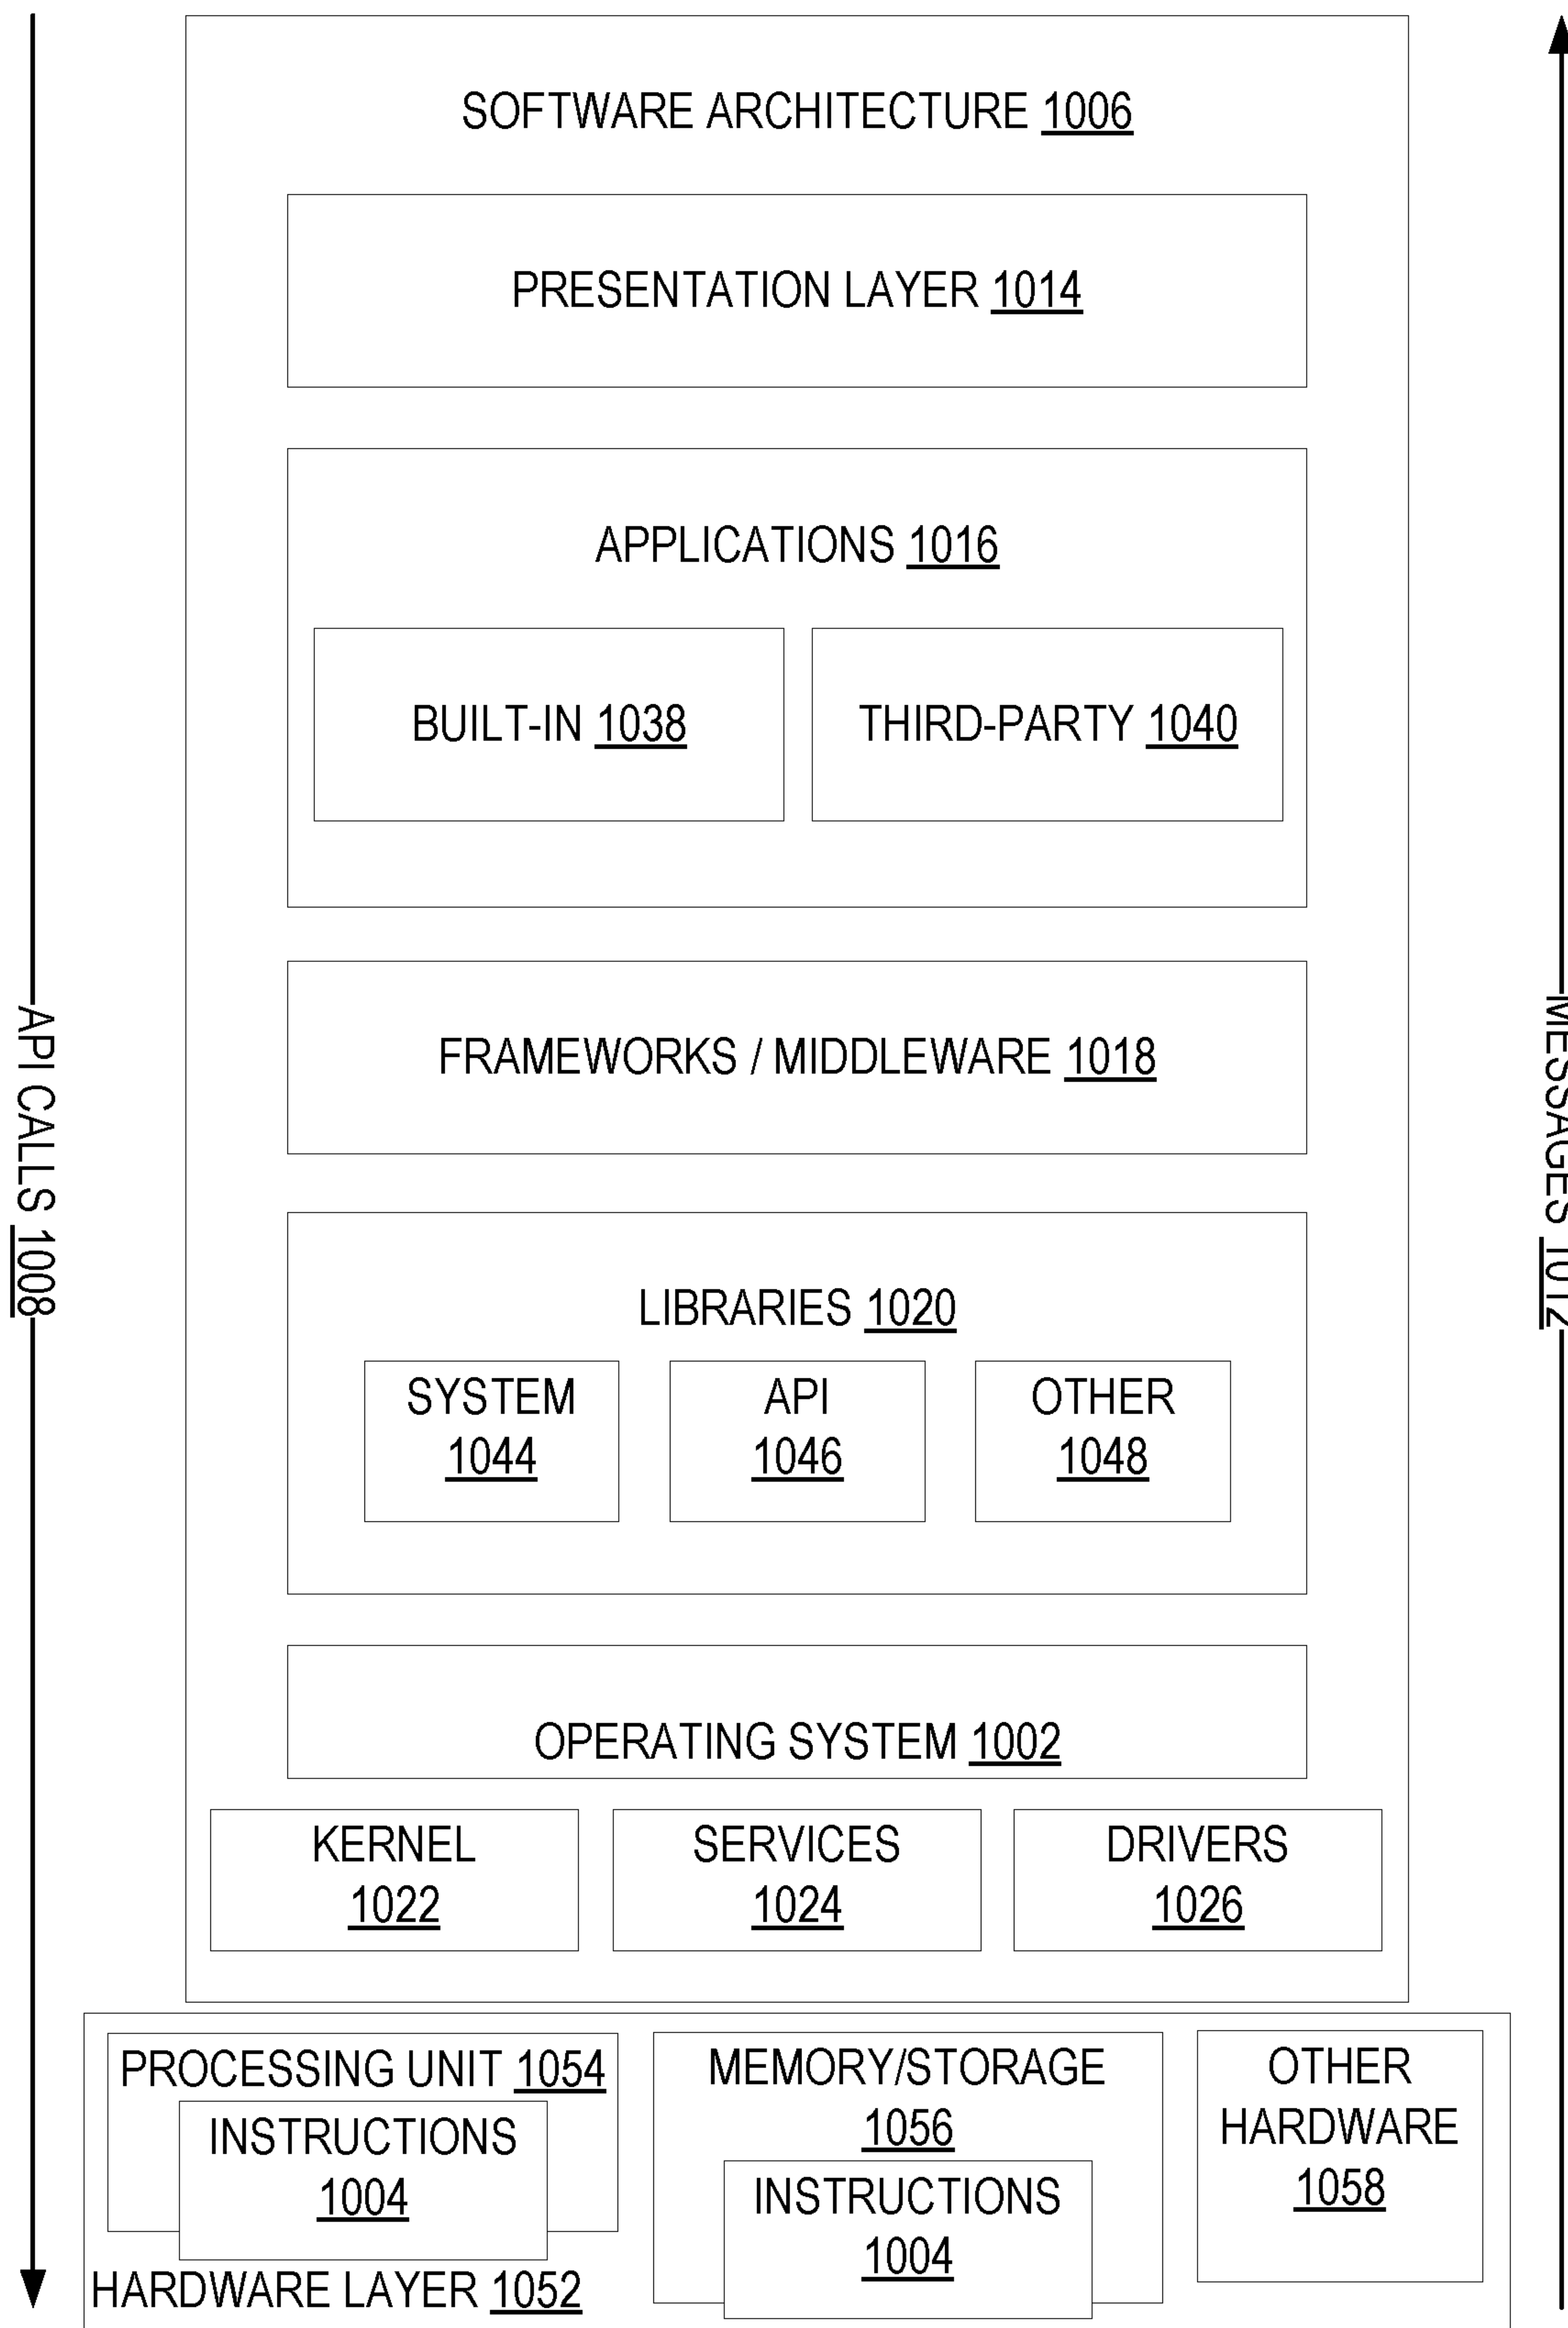 SOFTWARE ARCHITECTURE 1006
PRESENTATION LAYER 1014
APPLICATIONS 1016
BUILT-IN 1038
THIRD-PARTY 1040
FRAMEWORKS / MIDDLEWARE 1018
API CALLS 1008
MESSAGES 1012
LIBRARIES 1020
SYSTEM
1044
API
1046
OTHER
1048
OPERATING SYSTEM 1002
KERNEL
1022
SERVICES
1024
DRIVERS
1026
PROCESSING UNIT 1054
INSTRUCTIONS
1004
MEMORY/STORAGE
1056
INSTRUCTIONS
1004
OTHER
HARDWARE
1058
HARDWARE LAYER 1052